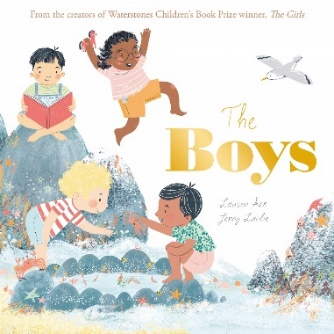 From the creators of Waterstones Children's Book Prize winner, The Girls
The
Boys
Lauren Ace
Jenny Løvlie